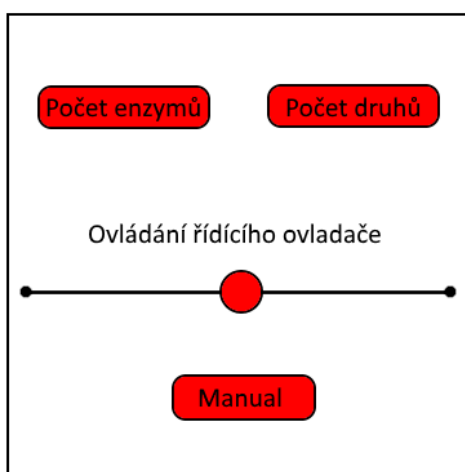 Počet enzymů
Počet druhů
Ovládání řídícího ovladače
Manual